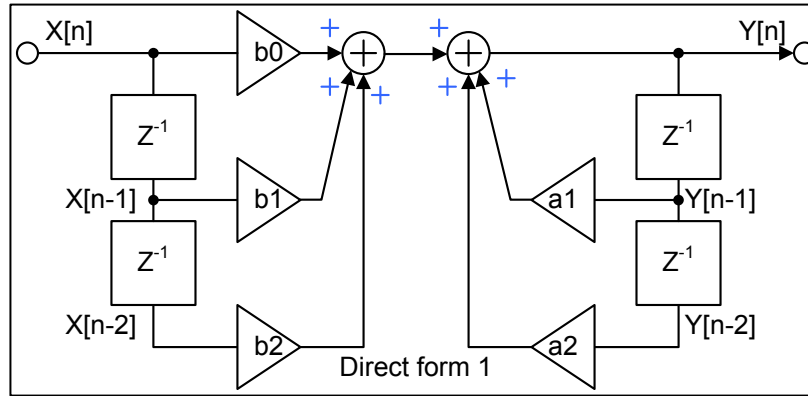 X[n] b0 + + + + Y[n]
+ + + +
Z⁻¹ Z⁻¹
X[n-1] b1 a1 Y[n-1]
Z⁻¹ Z⁻¹
X[n-2] b2 a2 Y[n-2]
Direct form 1